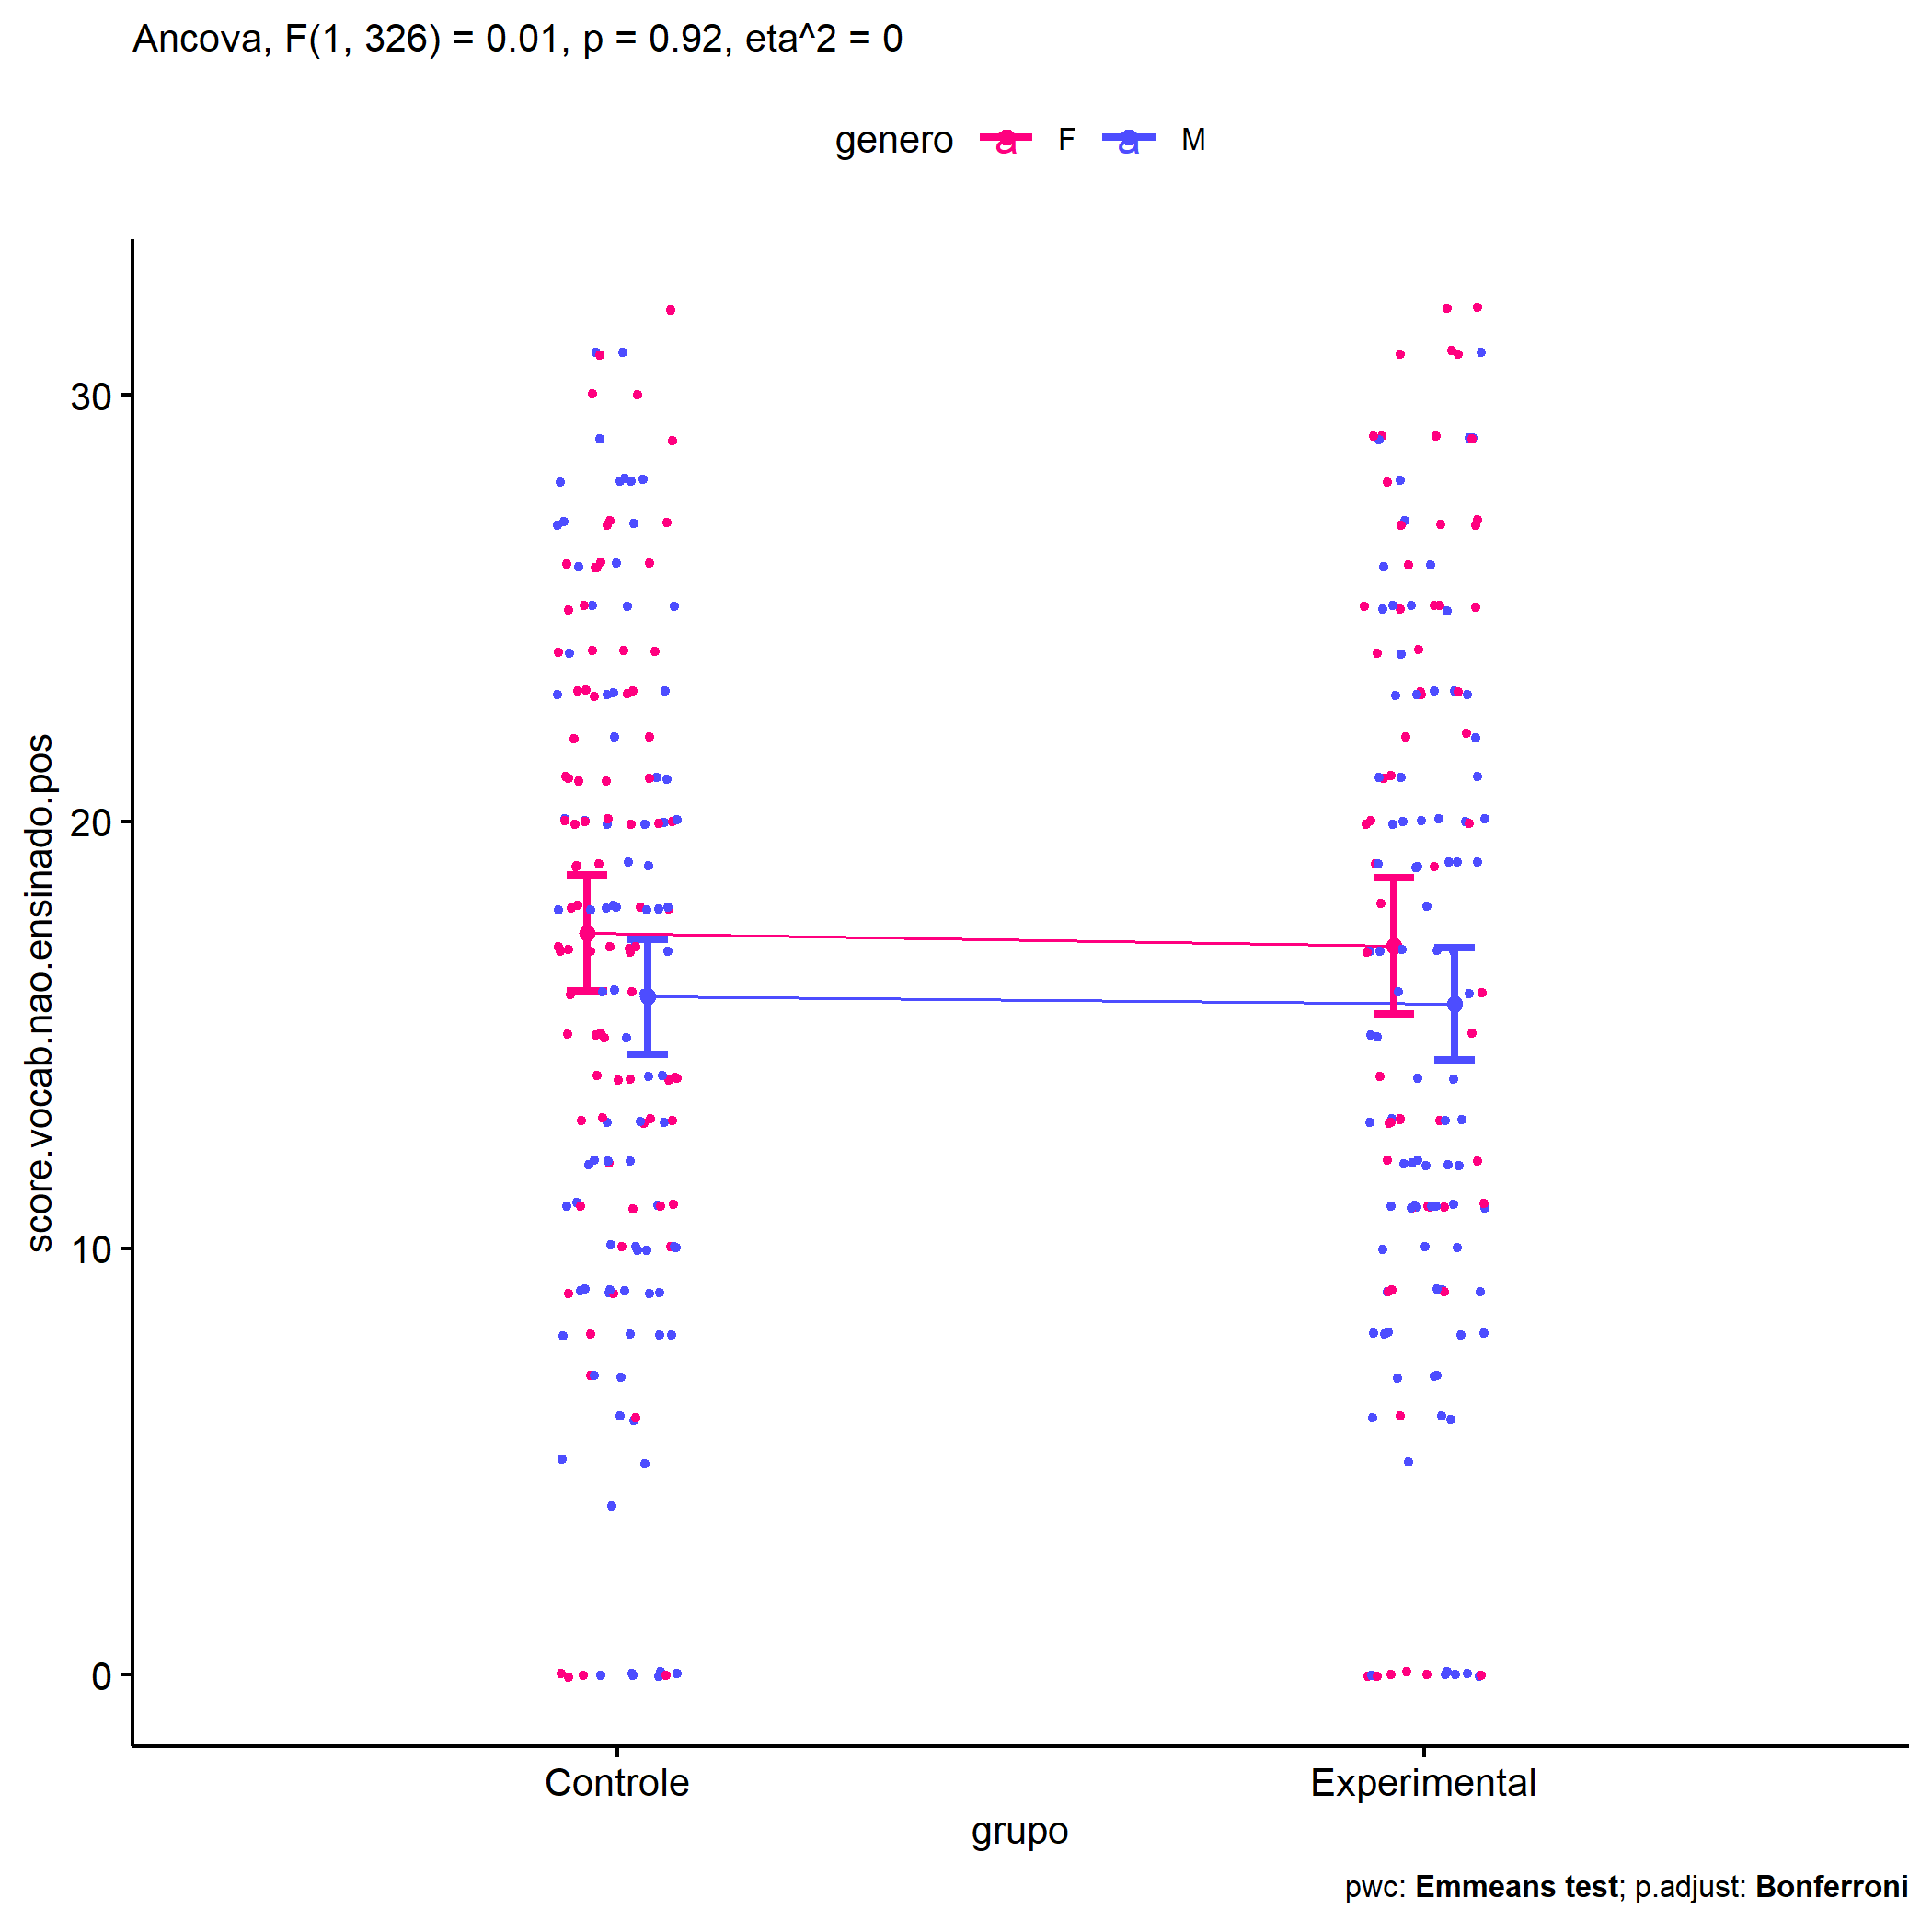 Ancova, F(1, 326) = 0.01, p = 0.92, eta^2 = 0
genero a F a M
score.vocab.nao.ensinado.pos
30
20
10
0
Controle Experimental
grupo
pwc: Emmeans test; p.adjust: Bonferroni